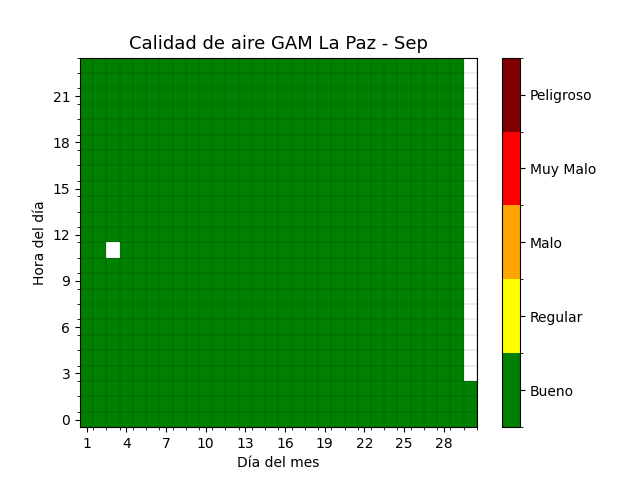 Calidad de aire GAM La Paz - Sep
Hora del día
21
18
15
12
9
6
3
0
1 4 7 10 13 16 19 22 25 28
Día del mes
Peligroso
Muy Malo
Malo
Regular
Bueno